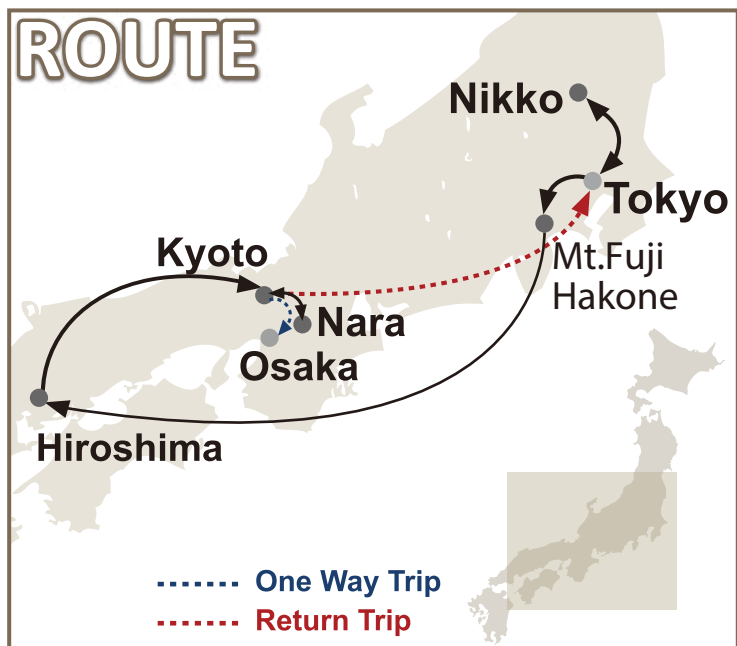 ROUTE
Nikko
Tokyo
Mt.Fuji
Hakone
Kyoto
Nara
Osaka
Hiroshima
One Way Trip
Return Trip